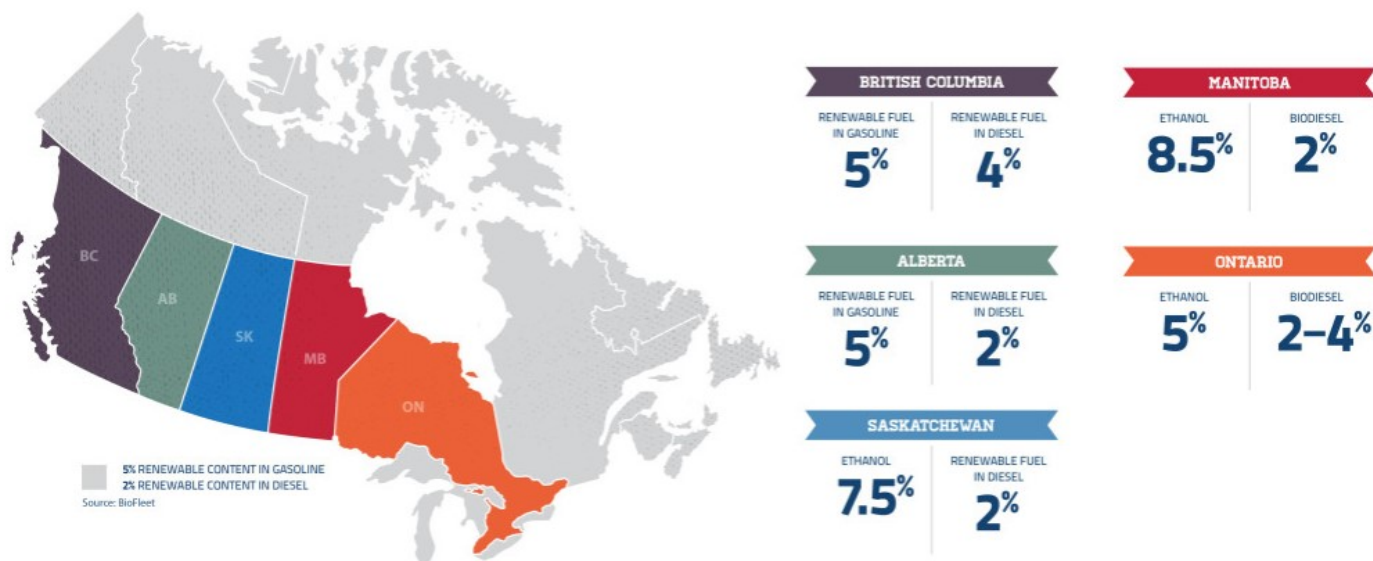 BC
AB
SK
MB
ON
5% RENEWABLE CONTENT IN GASOLINE
2% RENEWABLE CONTENT IN DIESEL
Source: BioFleet
BRITISH COLUMBIA
RENEWABLE FUEL
IN GASOLINE
5%
RENEWABLE FUEL
IN DIESEL
4%
MANITOBA
ETHANOL
8.5%
BIODIESEL
2%
ALBERTA
RENEWABLE FUEL
IN GASOLINE
5%
RENEWABLE FUEL
IN DIESEL
2%
ONTARIO
ETHANOL
5%
BIODIESEL
2–4%
SASKATCHEWAN
ETHANOL
7.5%
RENEWABLE FUEL
IN DIESEL
2%